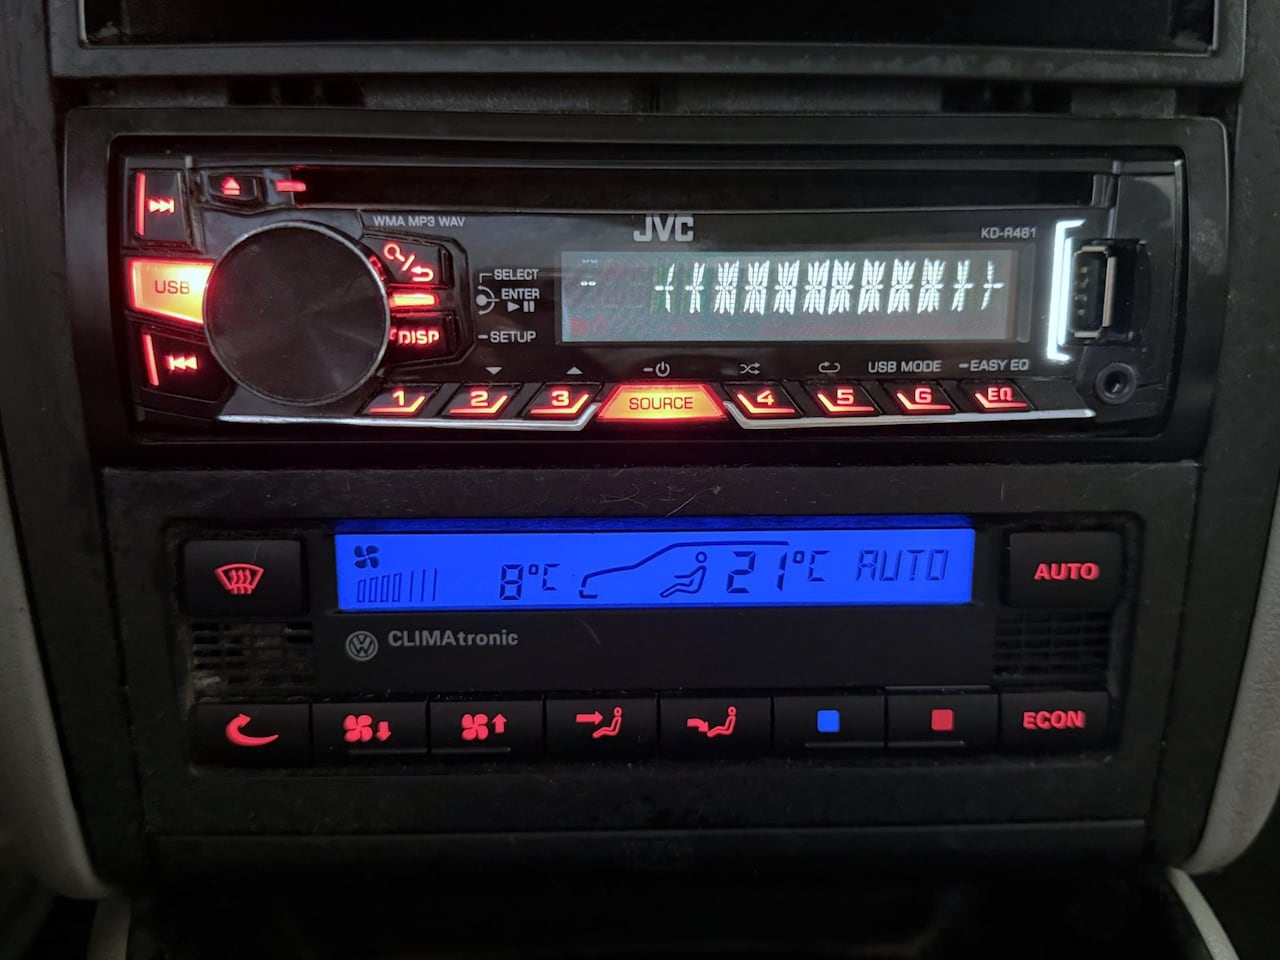 WMA MP3 WAV
JVC
KD-R461
USB
SELECT
ENTER
SETUP
DISP
USB MODE
EASY EQ
1 2 3 SOURCE 4 5 6 EQ
8°C 21°C AUTO
AUTO
VW CLIMAtronic
ECON